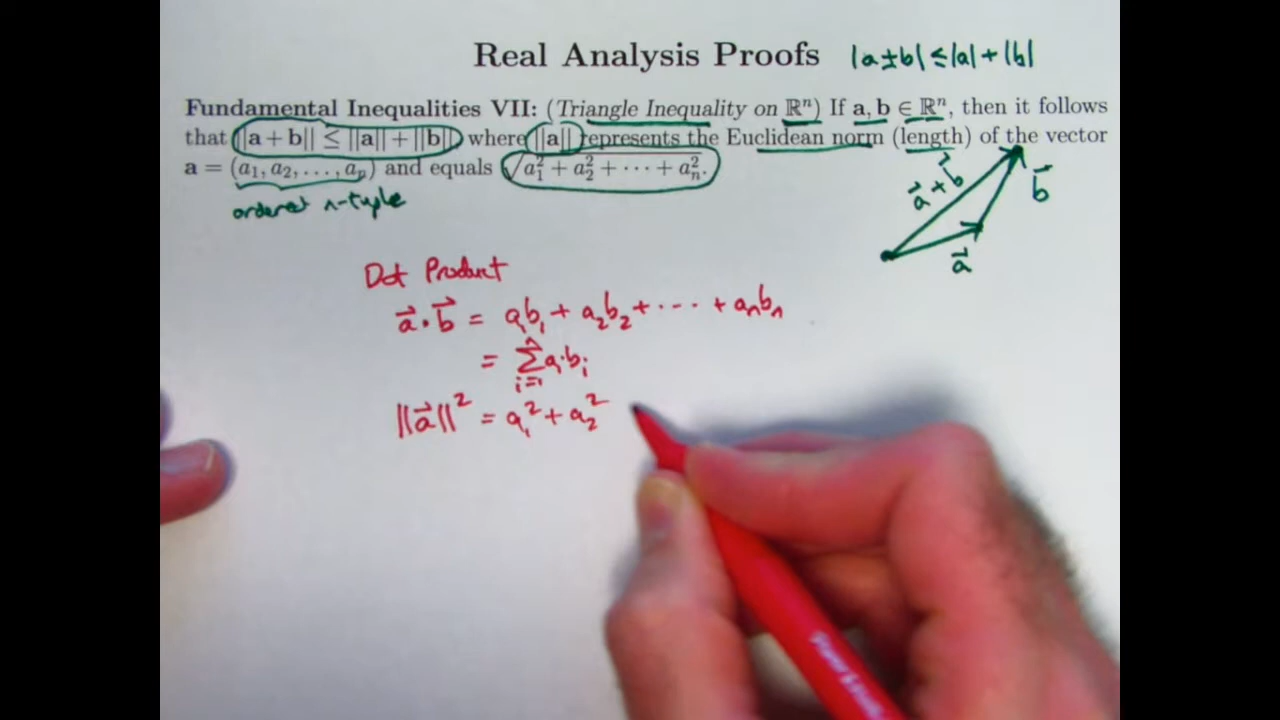 Real Analysis Proofs |a±b| ≤ |a| + |b|
Fundamental Inequalities VII: (Triangle Inequality on ℝⁿ) If a, b ∈ ℝⁿ, then it follows
that ||a + b|| ≤ ||a|| + ||b|| where ||a|| represents the Euclidean norm (length) of the vector
a = (a₁, a₂, . . . , aₙ) and equals √(a₁² + a₂² + ⋯ + aₙ²).
ordered n-tuple
a⃗ + b⃗
b⃗
a⃗
Dot Product
a⃗ · b⃗ = a₁b₁ + a₂b₂ + ⋯ + aₙbₙ
= ∑ᵢ₌₁ⁿ aᵢbᵢ
||a⃗||² = a₁² + a₂²